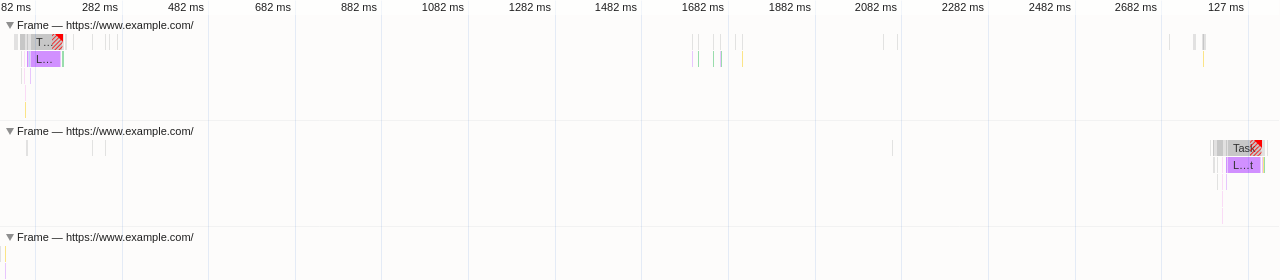 82 ms 282 ms 482 ms 682 ms 882 ms 1082 ms 1282 ms 1482 ms 1682 ms 1882 ms 2082 ms 2282 ms 2482 ms 2682 ms 127 ms
Frame — https://www.example.com/
T...
L...
Frame — https://www.example.com/
Task
L...t
Frame — https://www.example.com/